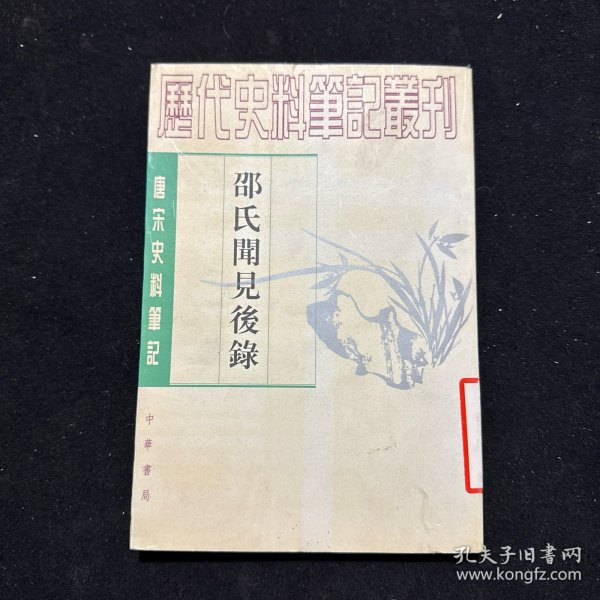 歷代史料筆記叢刊
唐宋史料筆記
邵氏聞見後錄
中華書局
孔夫子旧书网
www.kongfz.com